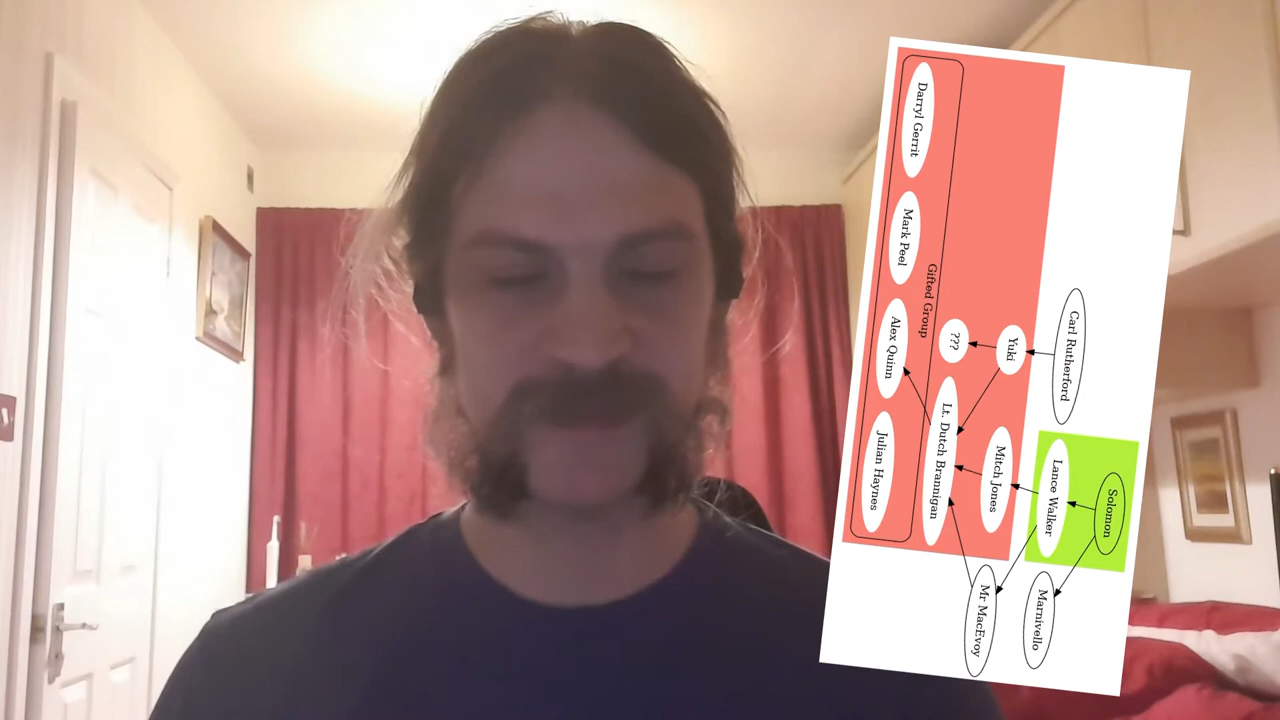 Carl Rutherford
Solomon
Yuki
Lance Walker
Marnivello
???
Mitch Jones
Mr MacEvoy
Lt. Dutch Brannigan
Gifted Group
Darryl Gerrit
Mark Peel
Alex Quinn
Julian Haynes